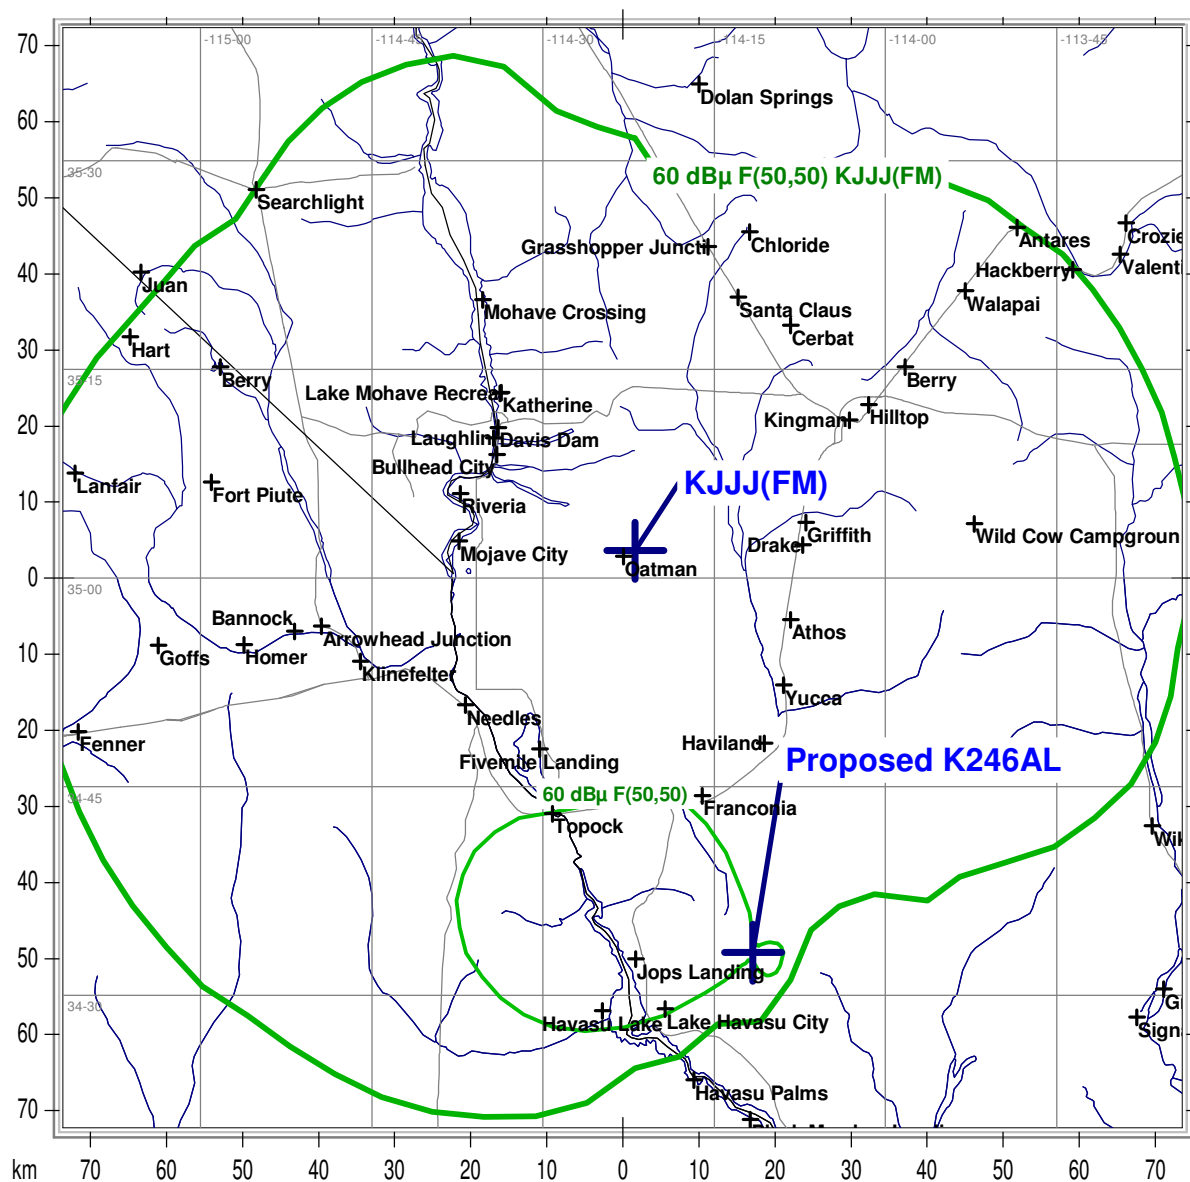 -115-00
-114-45
-114-30
-114-15
-114-00
-113-45
70
60
50
40
30
20
10
0
10
20
30
40
50
60
70
35-30
35-15
35-00
34-45
34-30
Dolan Springs
60 dBµ F(50,50) KJJJ(FM)
Searchlight
Grasshopper Juncti
Chloride
Antares
Crozie
Valenti
Hackberry
Juan
Santa Claus
Walapai
Mohave Crossing
Cerbat
Hart
Berry
Berry
Lake Mohave Recrea
Katherine
Kingman
Hilltop
Laughlin
Davis Dam
Bullhead City
Lanfair
Fort Piute
KJJJ(FM)
Riveria
Griffith
Wild Cow Campgroun
Drake
Mojave City
Oatman
Bannock
Arrowhead Junction
Athos
Goffs
Homer
Klinefelter
Yucca
Needles
Fenner
Haviland
Fivemile Landing
Proposed K246AL
60 dBµ F(50,50)
Franconia
Topock
Wik
Jops Landing
Havasu Lake
Lake Havasu City
Sign
Havasu Palms
km
70
60
50
40
30
20
10
0
10
20
30
40
50
60
70